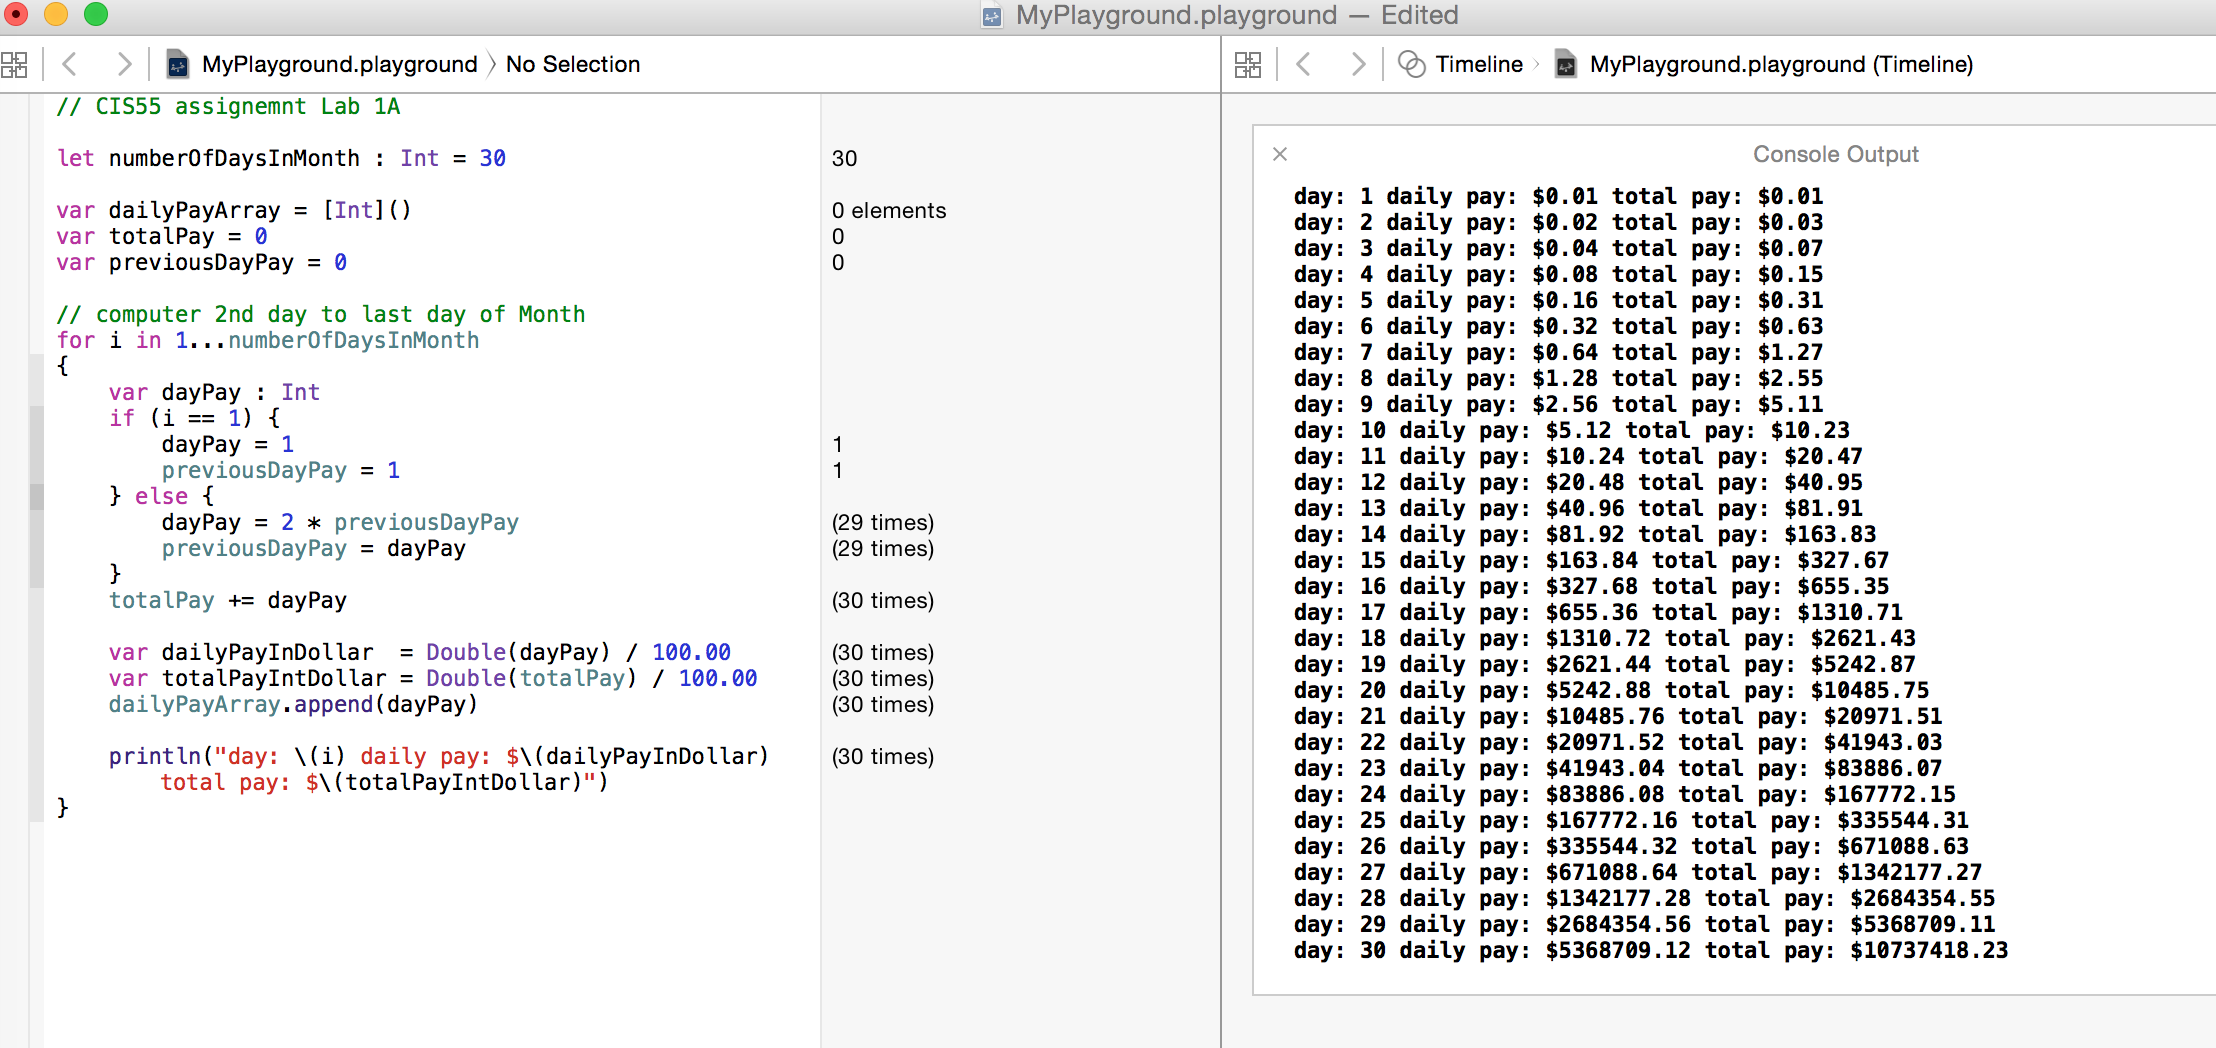 MyPlayground.playground — Edited
MyPlayground.playground 〉 No Selection
// CIS55 assignemnt Lab 1A
let numberOfDaysInMonth : Int = 30
30
var dailyPayArray = [Int]()
0 elements
var totalPay = 0
0
var previousDayPay = 0
0
// computer 2nd day to last day of Month
for i in 1...numberOfDaysInMonth
{
    var dayPay : Int
    if (i == 1) {
        dayPay = 1
1
        previousDayPay = 1
1
    } else {
        dayPay = 2 * previousDayPay
(29 times)
        previousDayPay = dayPay
(29 times)
    }
    totalPay += dayPay
(30 times)
    var dailyPayInDollar  = Double(dayPay) / 100.00
(30 times)
    var totalPayIntDollar = Double(totalPay) / 100.00
(30 times)
    dailyPayArray.append(dayPay)
(30 times)
    println("day: \(i) daily pay: $\(dailyPayInDollar)
(30 times)
        total pay: $\(totalPayIntDollar)")
}
Timeline › MyPlayground.playground (Timeline)
Console Output
day: 1 daily pay: $0.01 total pay: $0.01
day: 2 daily pay: $0.02 total pay: $0.03
day: 3 daily pay: $0.04 total pay: $0.07
day: 4 daily pay: $0.08 total pay: $0.15
day: 5 daily pay: $0.16 total pay: $0.31
day: 6 daily pay: $0.32 total pay: $0.63
day: 7 daily pay: $0.64 total pay: $1.27
day: 8 daily pay: $1.28 total pay: $2.55
day: 9 daily pay: $2.56 total pay: $5.11
day: 10 daily pay: $5.12 total pay: $10.23
day: 11 daily pay: $10.24 total pay: $20.47
day: 12 daily pay: $20.48 total pay: $40.95
day: 13 daily pay: $40.96 total pay: $81.91
day: 14 daily pay: $81.92 total pay: $163.83
day: 15 daily pay: $163.84 total pay: $327.67
day: 16 daily pay: $327.68 total pay: $655.35
day: 17 daily pay: $655.36 total pay: $1310.71
day: 18 daily pay: $1310.72 total pay: $2621.43
day: 19 daily pay: $2621.44 total pay: $5242.87
day: 20 daily pay: $5242.88 total pay: $10485.75
day: 21 daily pay: $10485.76 total pay: $20971.51
day: 22 daily pay: $20971.52 total pay: $41943.03
day: 23 daily pay: $41943.04 total pay: $83886.07
day: 24 daily pay: $83886.08 total pay: $167772.15
day: 25 daily pay: $167772.16 total pay: $335544.31
day: 26 daily pay: $335544.32 total pay: $671088.63
day: 27 daily pay: $671088.64 total pay: $1342177.27
day: 28 daily pay: $1342177.28 total pay: $2684354.55
day: 29 daily pay: $2684354.56 total pay: $5368709.11
day: 30 daily pay: $5368709.12 total pay: $10737418.23